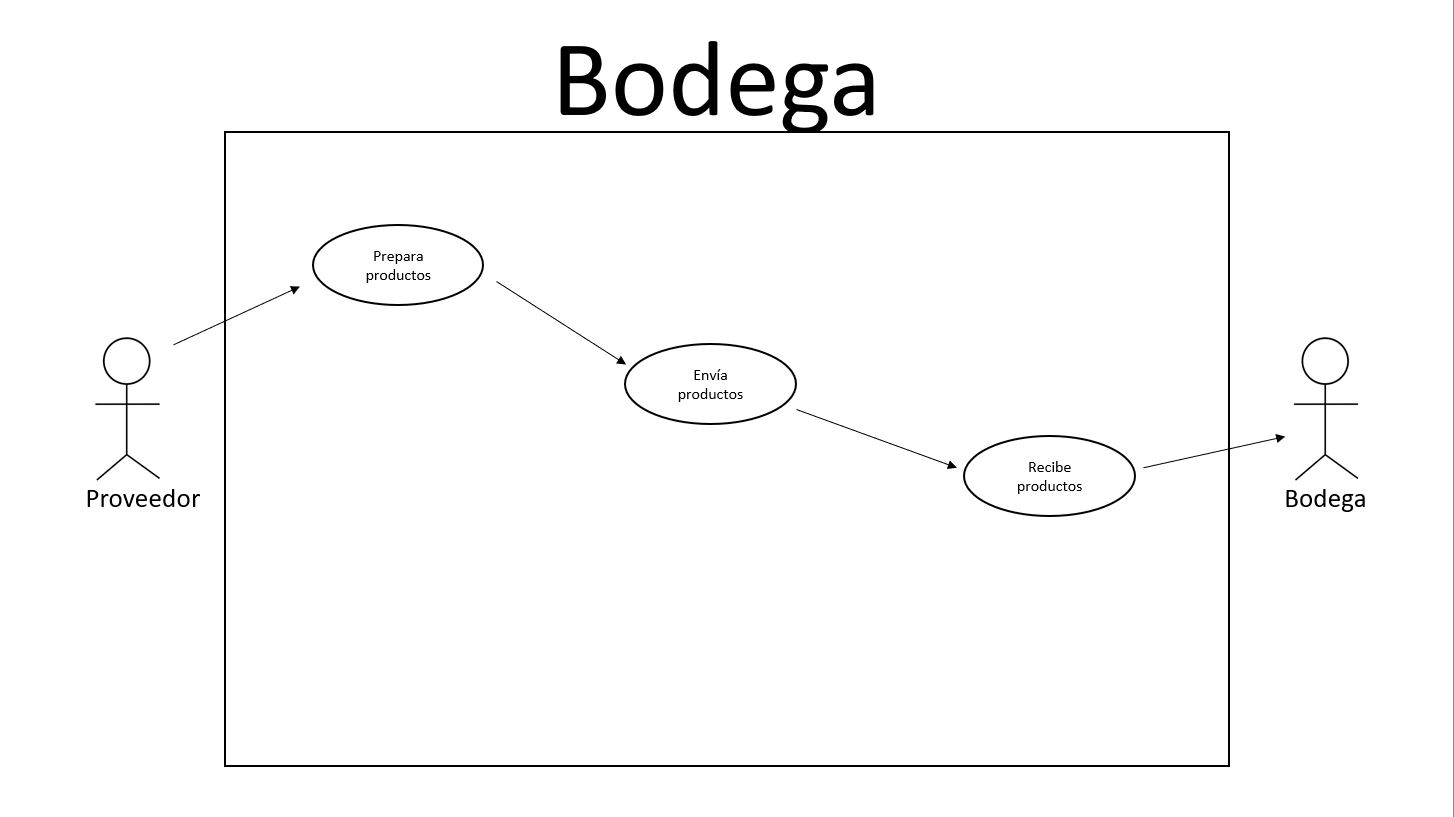 Bodega
Prepara
productos
Envía
productos
Recibe
productos
Proveedor
Bodega